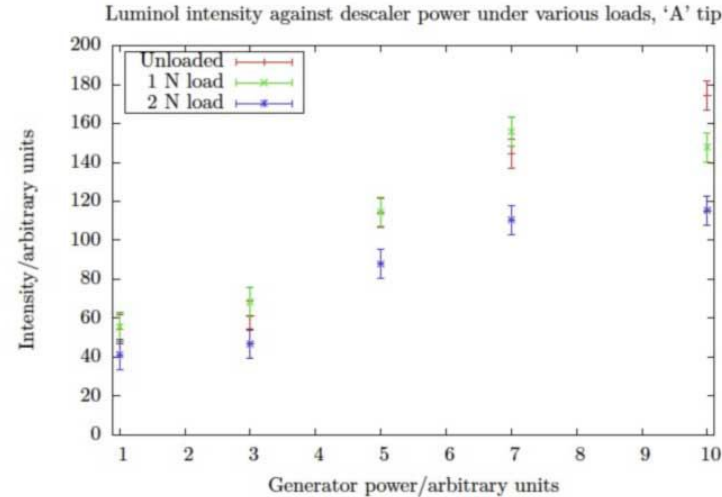 Luminol intensity against descaler power under various loads, ‘A’ tip
200
180
160
140
120
100
80
60
40
20
0
Unloaded
1 N load
2 N load
Intensity/arbitrary units
1 2 3 4 5 6 7 8 9 10
Generator power/arbitrary units